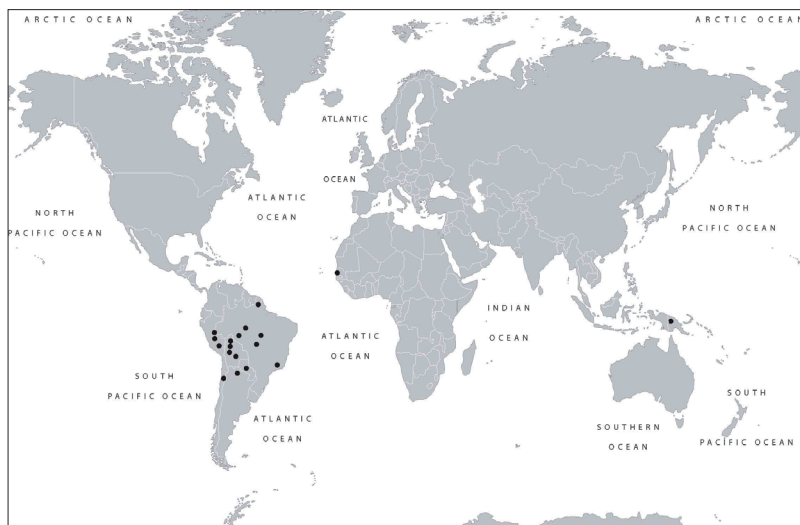 ARCTIC OCEAN
ARCTIC OCEAN
ATLANTIC
OCEAN
ATLANTIC
OCEAN
NORTH
PACIFIC OCEAN
NORTH
PACIFIC OCEAN
INDIAN
OCEAN
ATLANTIC
OCEAN
SOUTH
PACIFIC OCEAN
ATLANTIC
OCEAN
SOUTHERN
OCEAN
SOUTH
PACIFIC OCEAN